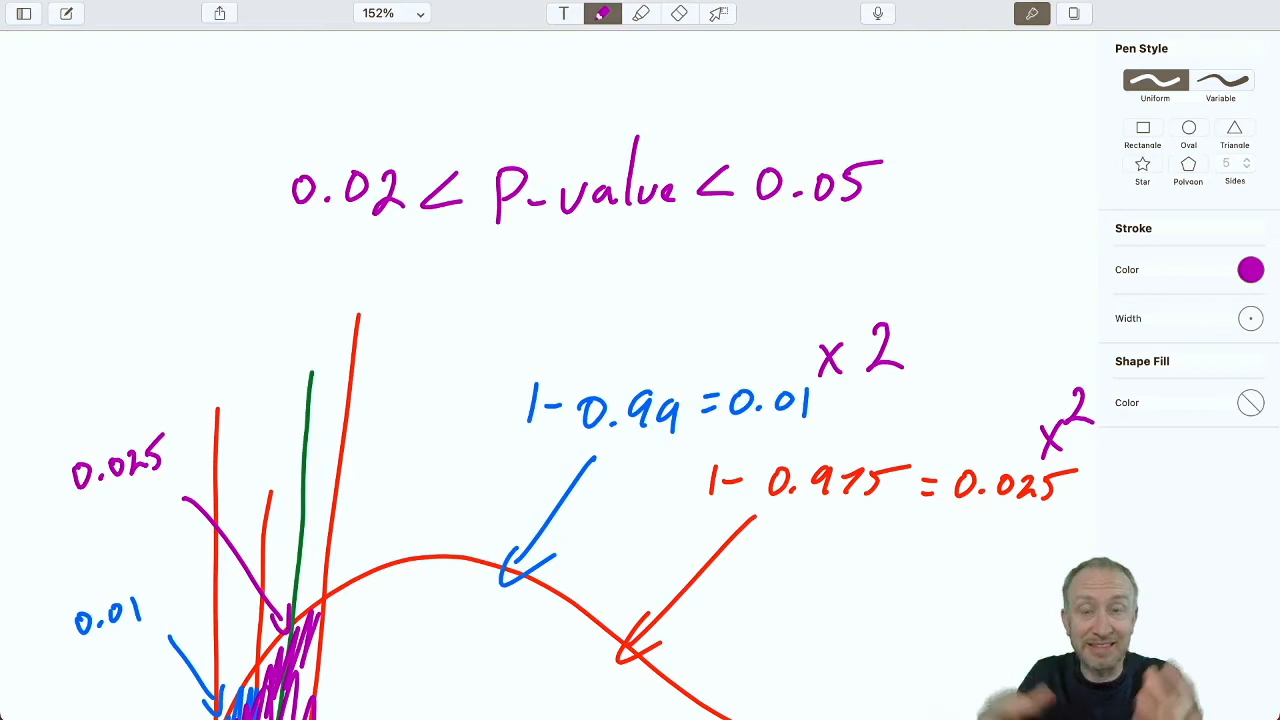 152%
T
Pen Style
Uniform Variable
Rectangle Oval Triangle
5
Star Polygon Sides
Stroke
Color
Width
Shape Fill
Color
0.02 < P-value < 0.05
x 2
1-0.99 = 0.01
x 2
1-0.975 = 0.025
0.025
0.01